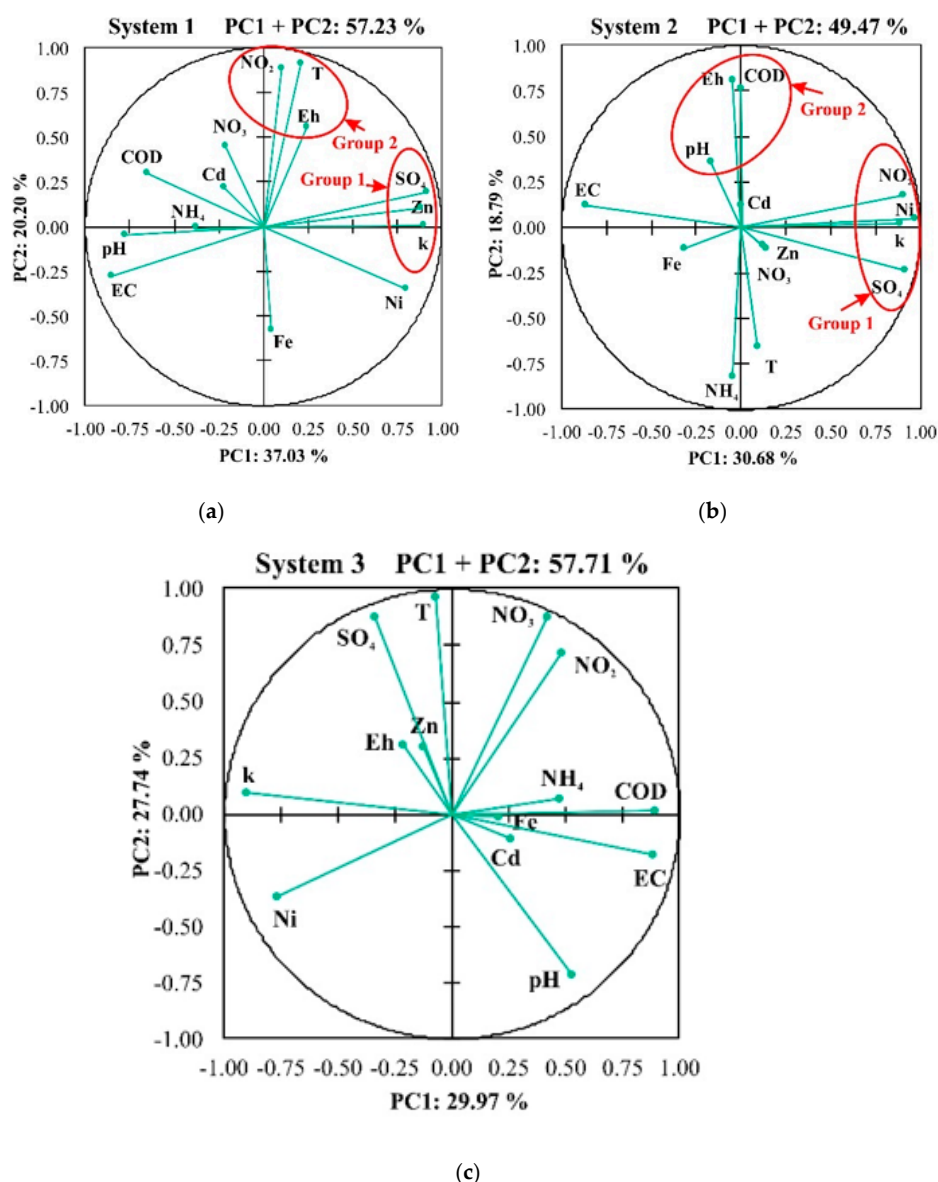 System 1 PC1 + PC2: 57.23 %
1.00
0.75
0.50
0.25
0.00
-0.25
-0.50
-0.75
-1.00
PC2: 20.20 %
NO₂
T
Eh
NO₃
Group 2
COD
Cd
Group 1
SO₄
Zn
NH₄
k
pH
EC
Ni
Fe
-1.00 -0.75 -0.50 -0.25 0.00 0.25 0.50 0.75 1.00
PC1: 37.03 %
(a)
System 2 PC1 + PC2: 49.47 %
1.00
0.75
0.50
0.25
0.00
-0.25
-0.50
-0.75
-1.00
PC2: 18.79 %
Eh
COD
Group 2
pH
EC
NO
Cd
Ni
k
Fe
Zn
NO₃
SO₄
Group 1
T
NH₄
-1.00 -0.75 -0.50 -0.25 0.00 0.25 0.50 0.75 1.00
PC1: 30.68 %
(b)
System 3 PC1 + PC2: 57.71 %
1.00
0.75
0.50
0.25
0.00
-0.25
-0.50
-0.75
-1.00
PC2: 27.74 %
T
NO₃
SO₄
NO₂
Zn
Eh
k
NH₄
COD
Fe
Cd
EC
Ni
pH
-1.00 -0.75 -0.50 -0.25 0.00 0.25 0.50 0.75 1.00
PC1: 29.97 %
(c)